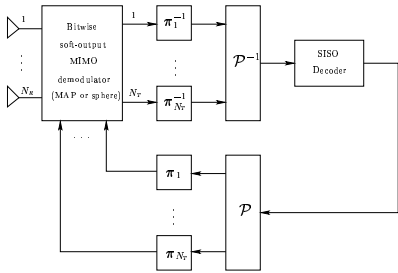 1
N_R
Bitwise
soft-output
MIMO
demodulator
(MAP or sphere)
1
N_T
π_1^{-1}
π_{N_T}^{-1}
𝒫^{-1}
SISO
Decoder
π_1
π_{N_T}
𝒫